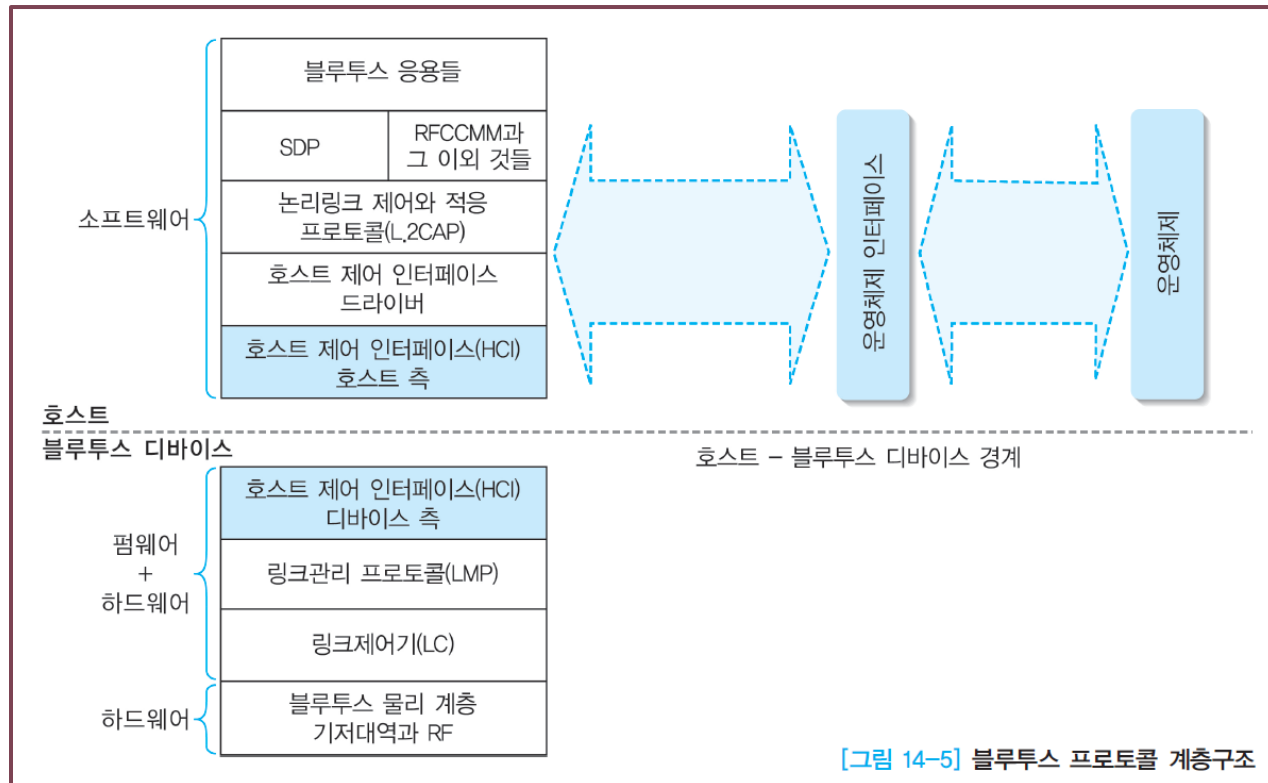 블루투스 응용들
SDP
RFCCMM과
그 이외 것들
소프트웨어
논리링크 제어와 적응
프로토콜(L.2CAP)
호스트 제어 인터페이스
드라이버
호스트 제어 인터페이스(HCI)
호스트 측
운영체제 인터페이스
운영체제
호스트
블루투스 디바이스
호스트 - 블루투스 디바이스 경계
호스트 제어 인터페이스(HCI)
디바이스 측
펌웨어
+
하드웨어
링크관리 프로토콜(LMP)
링크제어기(LC)
하드웨어
블루투스 물리 계층
기저대역과 RF
[그림 14-5] 블루투스 프로토콜 계층구조